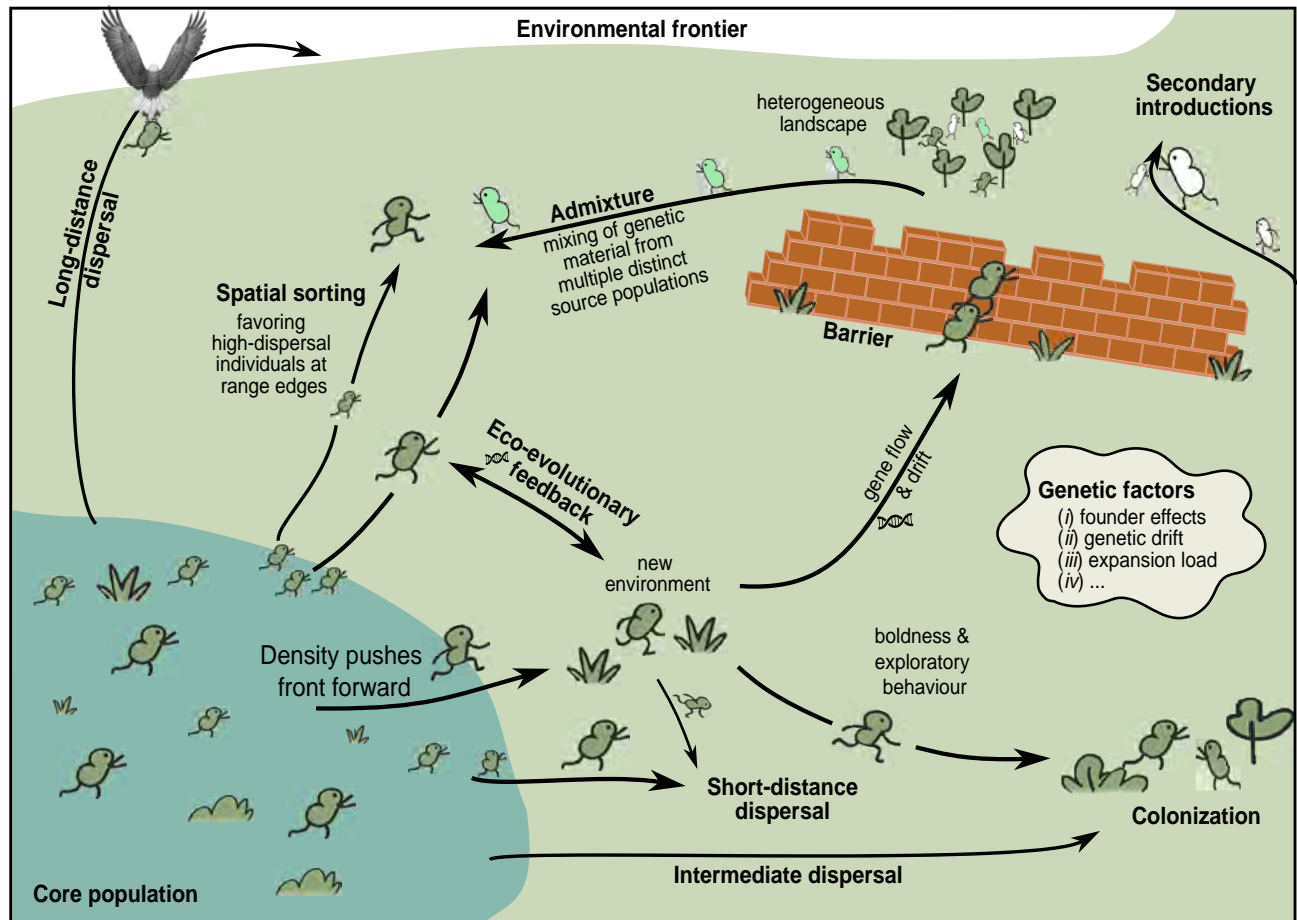 Environmental frontier
Secondary
introductions
heterogeneous
landscape
Long-distance
dispersal
Admixture
mixing of genetic
material from
multiple distinct
source populations
Spatial sorting
favoring
high-dispersal
individuals at
range edges
Barrier
Eco-evolutionary
feedback
gene flow
& drift
Genetic factors
(i) founder effects
(ii) genetic drift
(iii) expansion load
(iv) ...
new
environment
Density pushes
front forward
boldness &
exploratory
behaviour
Short-distance
dispersal
Colonization
Intermediate dispersal
Core population